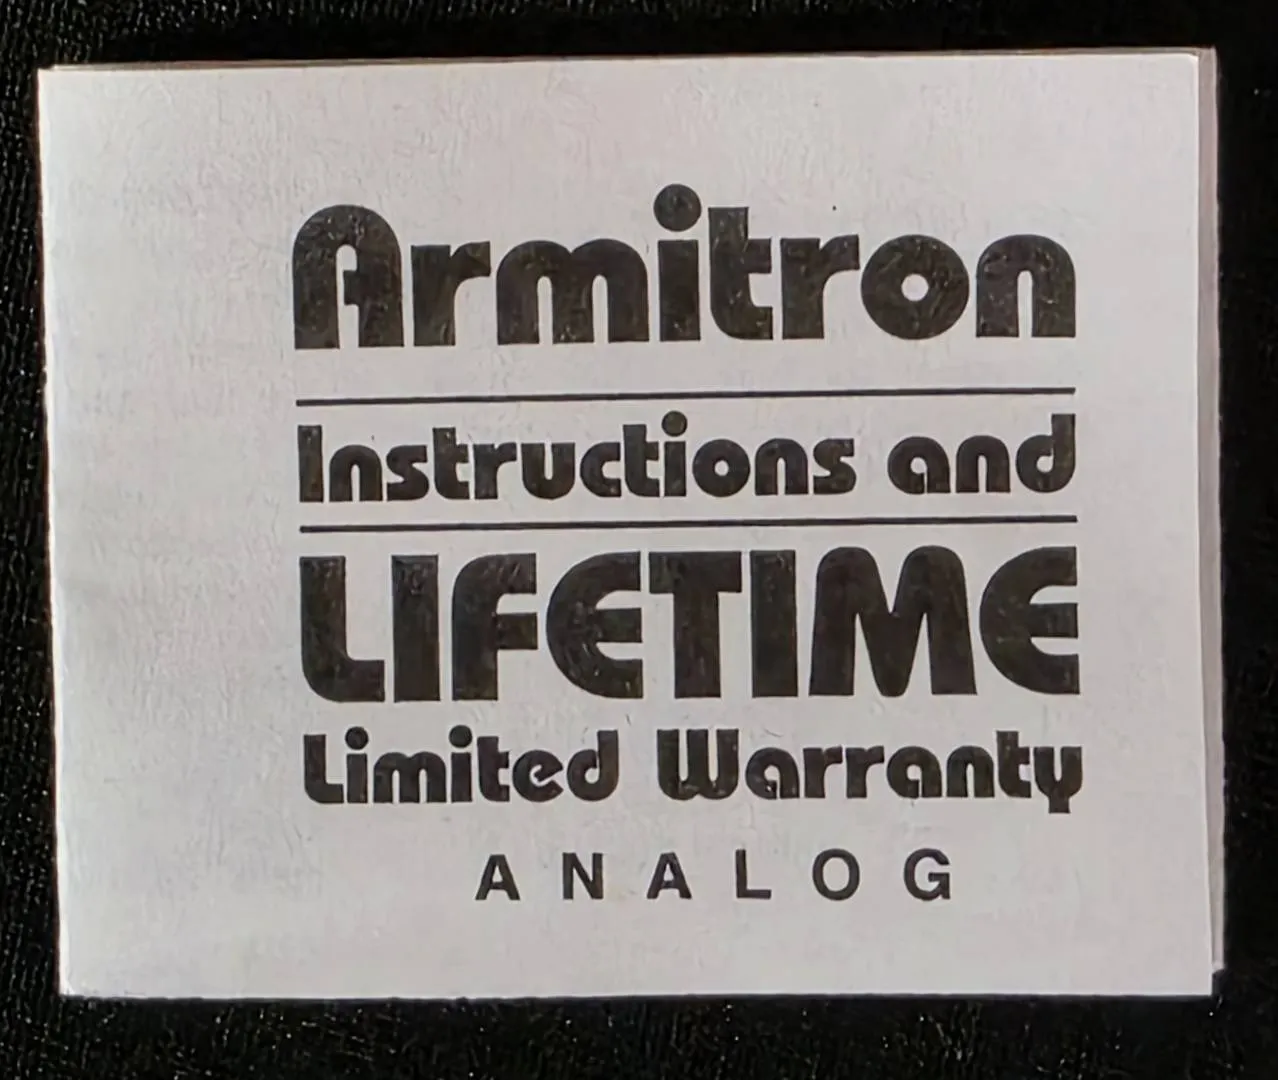 Armitron
Instructions and
LIFETIME
Limited Warranty
ANALOG